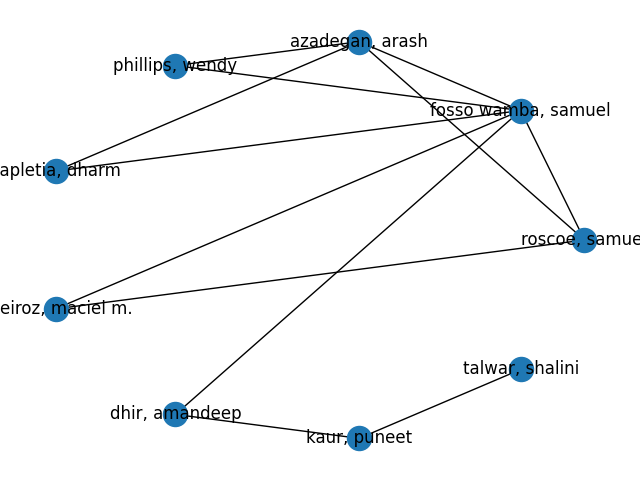 azadegan, arash
phillips, wendy
fosso wamba, samuel
apletia, dharm
roscoe, samue
eiroz, maciel m.
talwar, shalini
dhir, amandeep
kaur, puneet